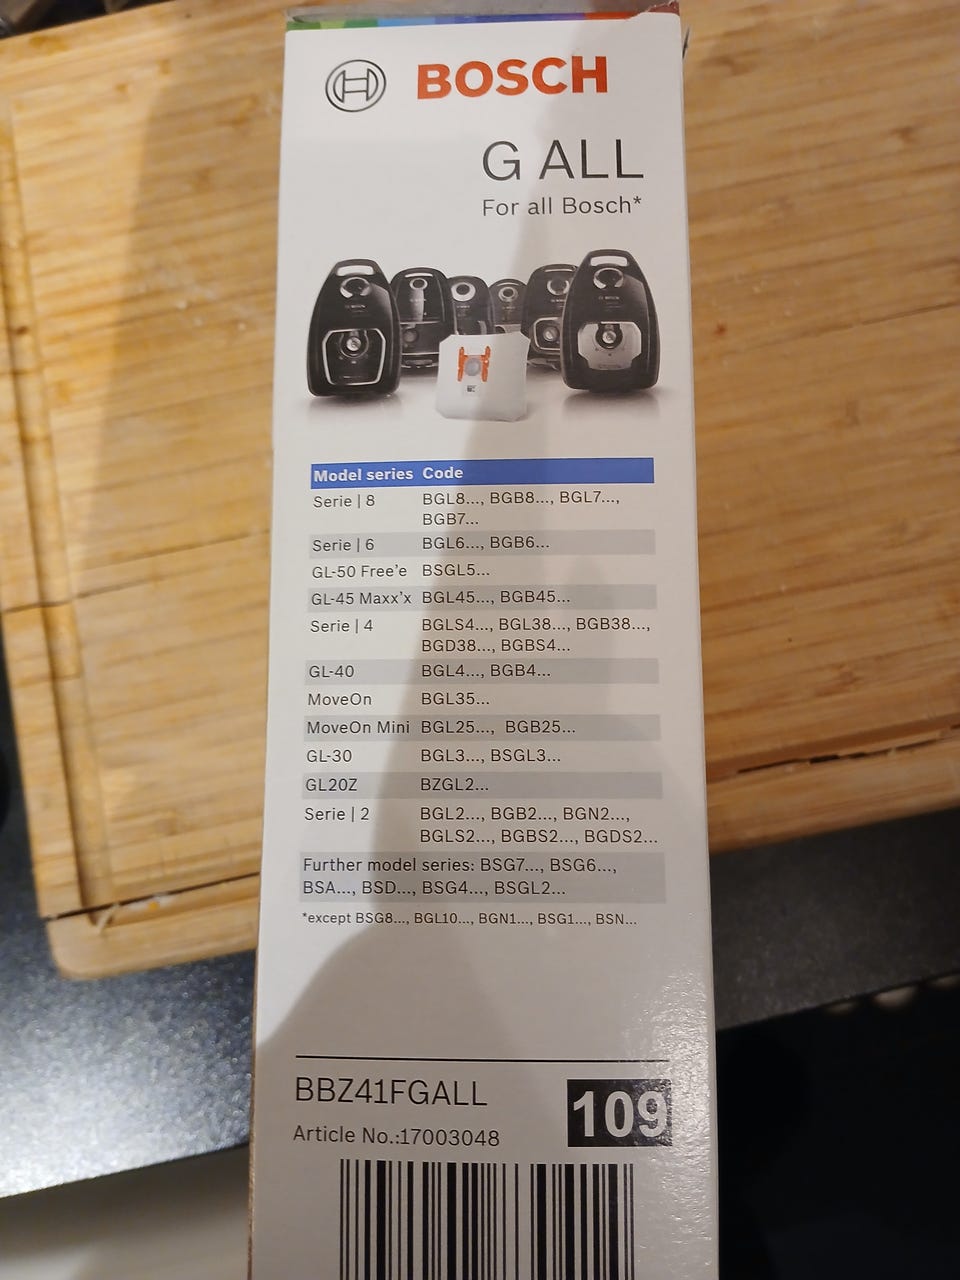 BOSCH
G ALL
For all Bosch*
Model series Code
Serie | 8 BGL8..., BGB8..., BGL7...,
BGB7...
Serie | 6 BGL6..., BGB6...
GL-50 Free'e BSGL5...
GL-45 Maxx'x BGL45..., BGB45...
Serie | 4 BGLS4..., BGL38..., BGB38...,
BGD38..., BGBS4...
GL-40 BGL4..., BGB4...
MoveOn BGL35...
MoveOn Mini BGL25..., BGB25...
GL-30 BGL3..., BSGL3...
GL20Z BZGL2...
Serie | 2 BGL2..., BGB2..., BGN2...,
BGLS2..., BGBS2..., BGDS2...
Further model series: BSG7..., BSG6...,
BSA..., BSD..., BSG4..., BSGL2...
*except BSG8..., BGL10..., BGN1..., BSG1..., BSN...
BBZ41FGALL
109
Article No.:17003048